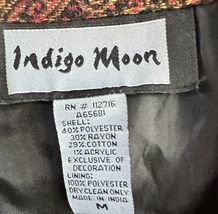 Indigo Moon
RN # 112716
A65681
SHELL:
40% POLYESTER
30% RAYON
29% COTTON
1% ACRYLIC
EXCLUSIVE OF
DECORATION
LINING:
100% POLYESTER
DRY CLEAN ONLY
MADE IN INDIA
M